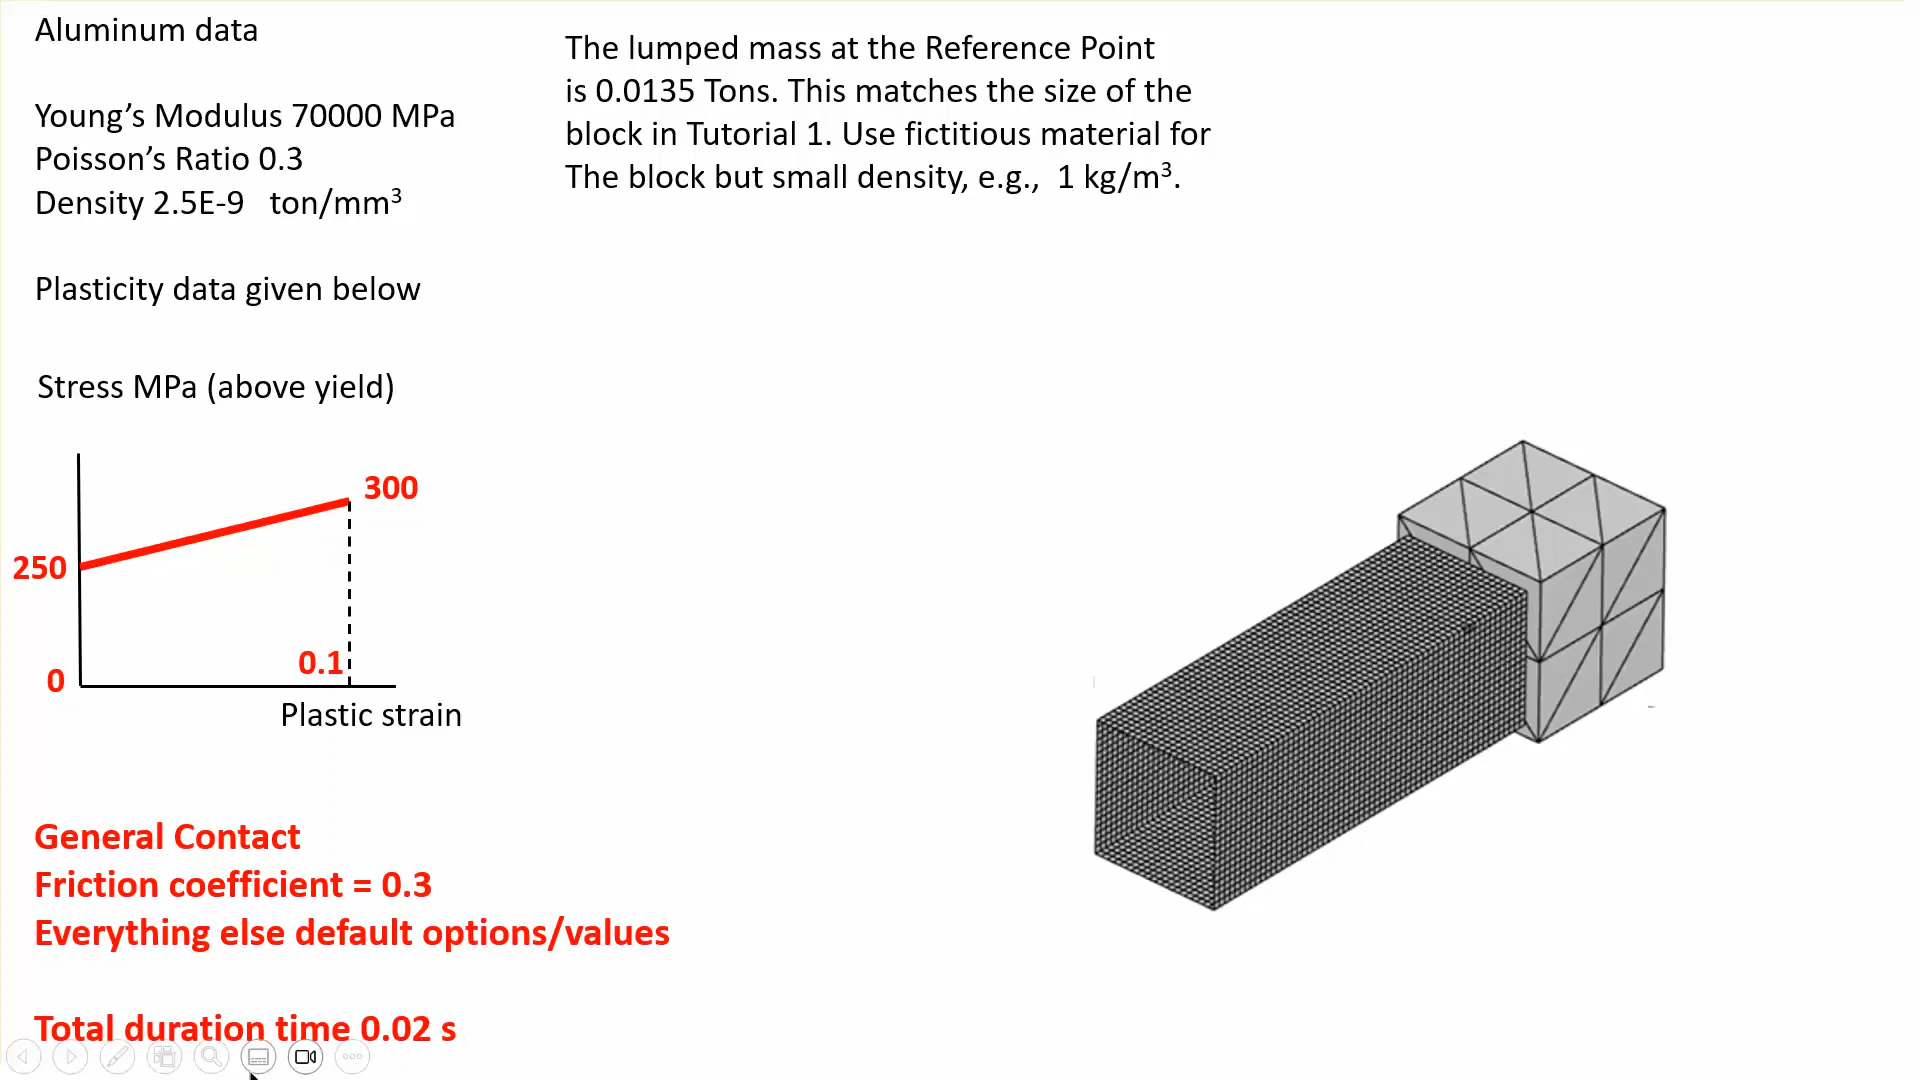 Aluminum data
Young’s Modulus 70000 MPa
Poisson’s Ratio 0.3
Density 2.5E-9 ton/mm³
Plasticity data given below
The lumped mass at the Reference Point
is 0.0135 Tons. This matches the size of the
block in Tutorial 1. Use fictitious material for
The block but small density, e.g., 1 kg/m³.
Stress MPa (above yield)
300
250
0.1
0
Plastic strain
General Contact
Friction coefficient = 0.3
Everything else default options/values
Total duration time 0.02 s